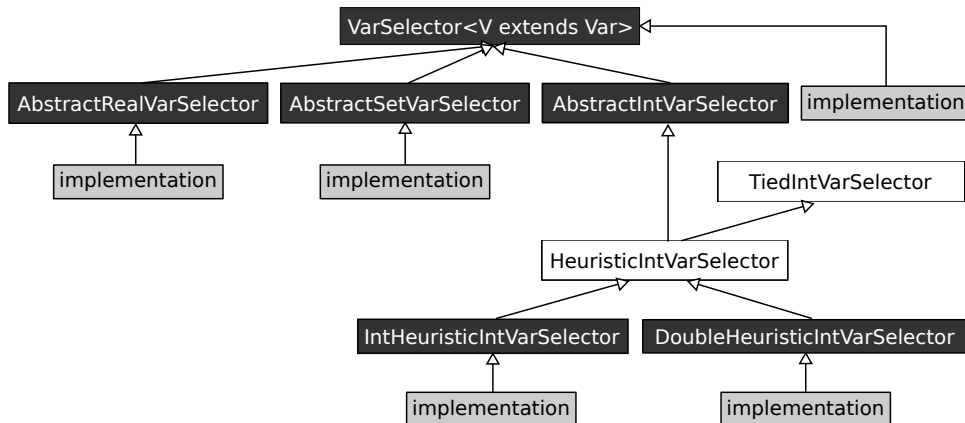 VarSelector<V extends Var>
AbstractRealVarSelector
AbstractSetVarSelector
AbstractIntVarSelector
implementation
implementation
implementation
TiedIntVarSelector
HeuristicIntVarSelector
IntHeuristicIntVarSelector
DoubleHeuristicIntVarSelector
implementation
implementation